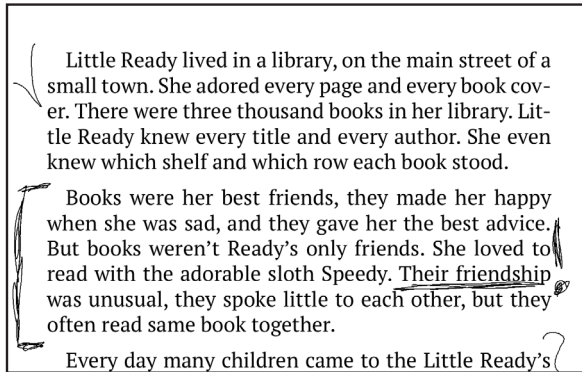 Little Ready lived in a library, on the main street of a
small town. She adored every page and every book cov-
er. There were three thousand books in her library. Lit-
tle Ready knew every title and every author. She even
knew which shelf and which row each book stood.
Books were her best friends, they made her happy
when she was sad, and they gave her the best advice.
But books weren't Ready's only friends. She loved to
read with the adorable sloth Speedy. Their friendship
was unusual, they spoke little to each other, but they
often read same book together.
Every day many children came to the Little Ready's